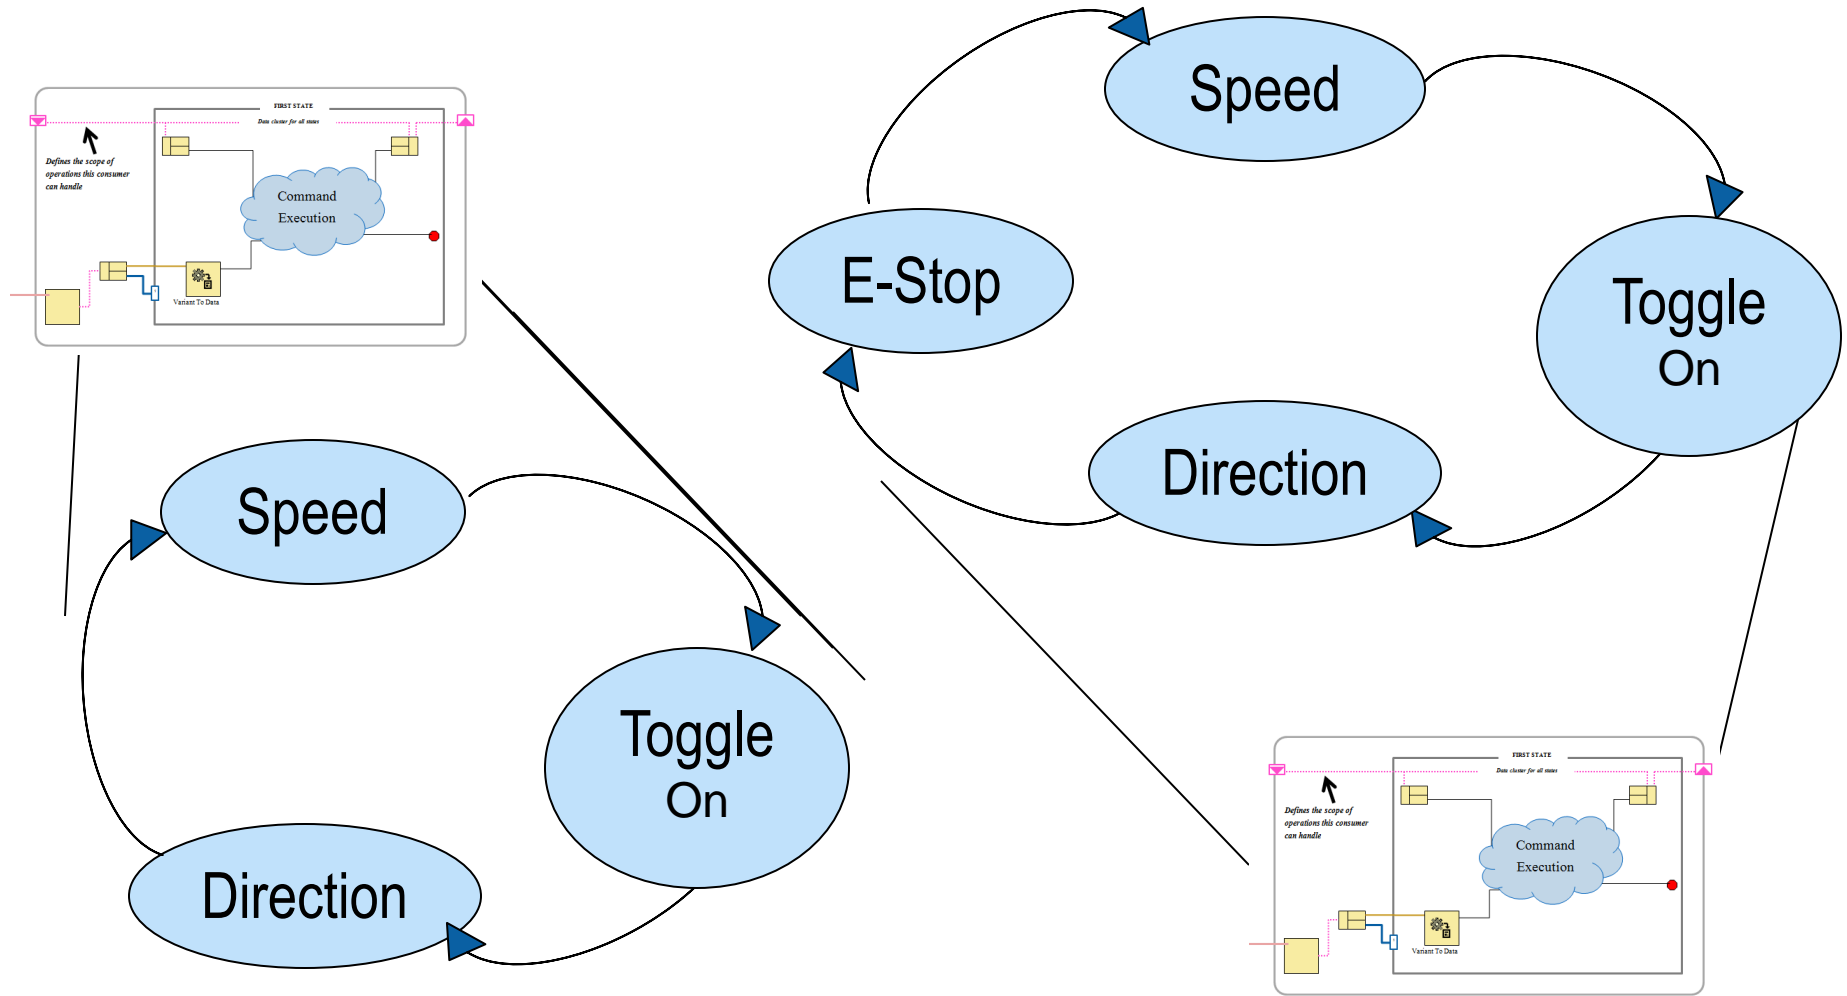 FIRST STATE
Data cluster for all states
Defines the scope of
operations this consumer
can handle
Command
Execution
Variant To Data
Speed
Toggle
On
Direction
Speed
E-Stop
Toggle
On
Direction
FIRST STATE
Data cluster for all states
Defines the scope of
operations this consumer
can handle
Command
Execution
Variant To Data